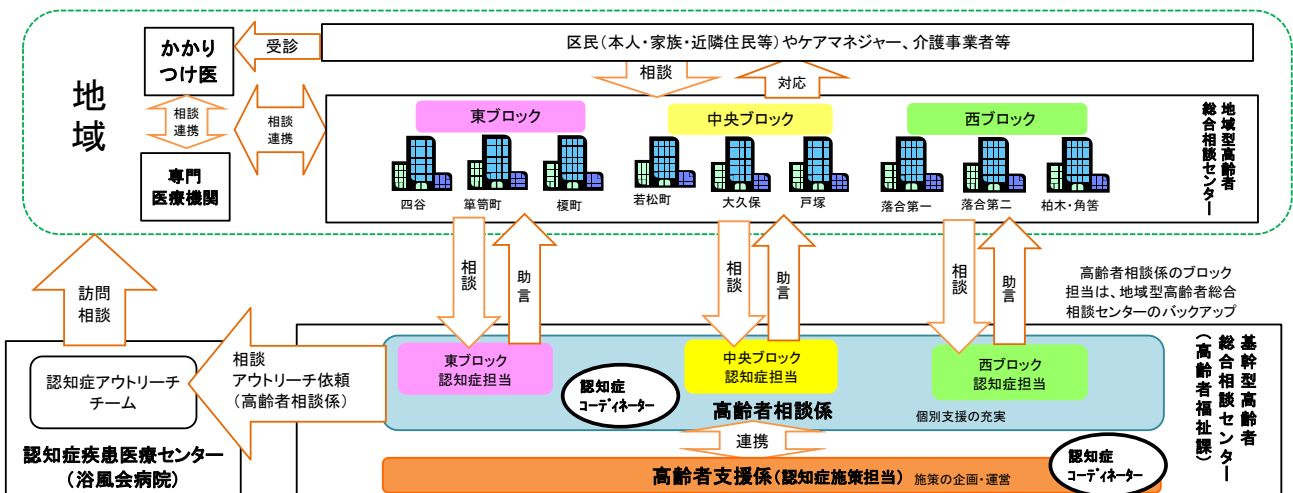 地域
かかり
つけ医
受診
区民（本人・家族・近隣住民等）やケアマネジャー、介護事業者等
相談
対応
相談
連携
相談
連携
専門
医療機関
東ブロック
中央ブロック
西ブロック
四谷
箪笥町
榎町
若松町
大久保
戸塚
落合第一
落合第二
柏木・角筈
地域型高齢者
総合相談センター
訪問
相談
相談
助言
相談
助言
相談
助言
高齢者相談係のブロック
担当は、地域型高齢者総合
相談センターのバックアップ
認知症アウトリーチ
チーム
認知症疾患医療センター
（浴風会病院）
相談
アウトリーチ依頼
（高齢者相談係）
東ブロック
認知症担当
中央ブロック
認知症担当
西ブロック
認知症担当
認知症
コーディネーター
高齢者相談係
個別支援の充実
連携
高齢者支援係（認知症施策担当） 施策の企画・運営
認知症
コーディネーター
基幹型高齢者
総合相談センター
（高齢者福祉課）